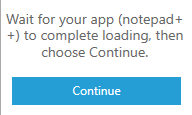 Wait for your app (notepad+
+) to complete loading, then
choose Continue.
Continue